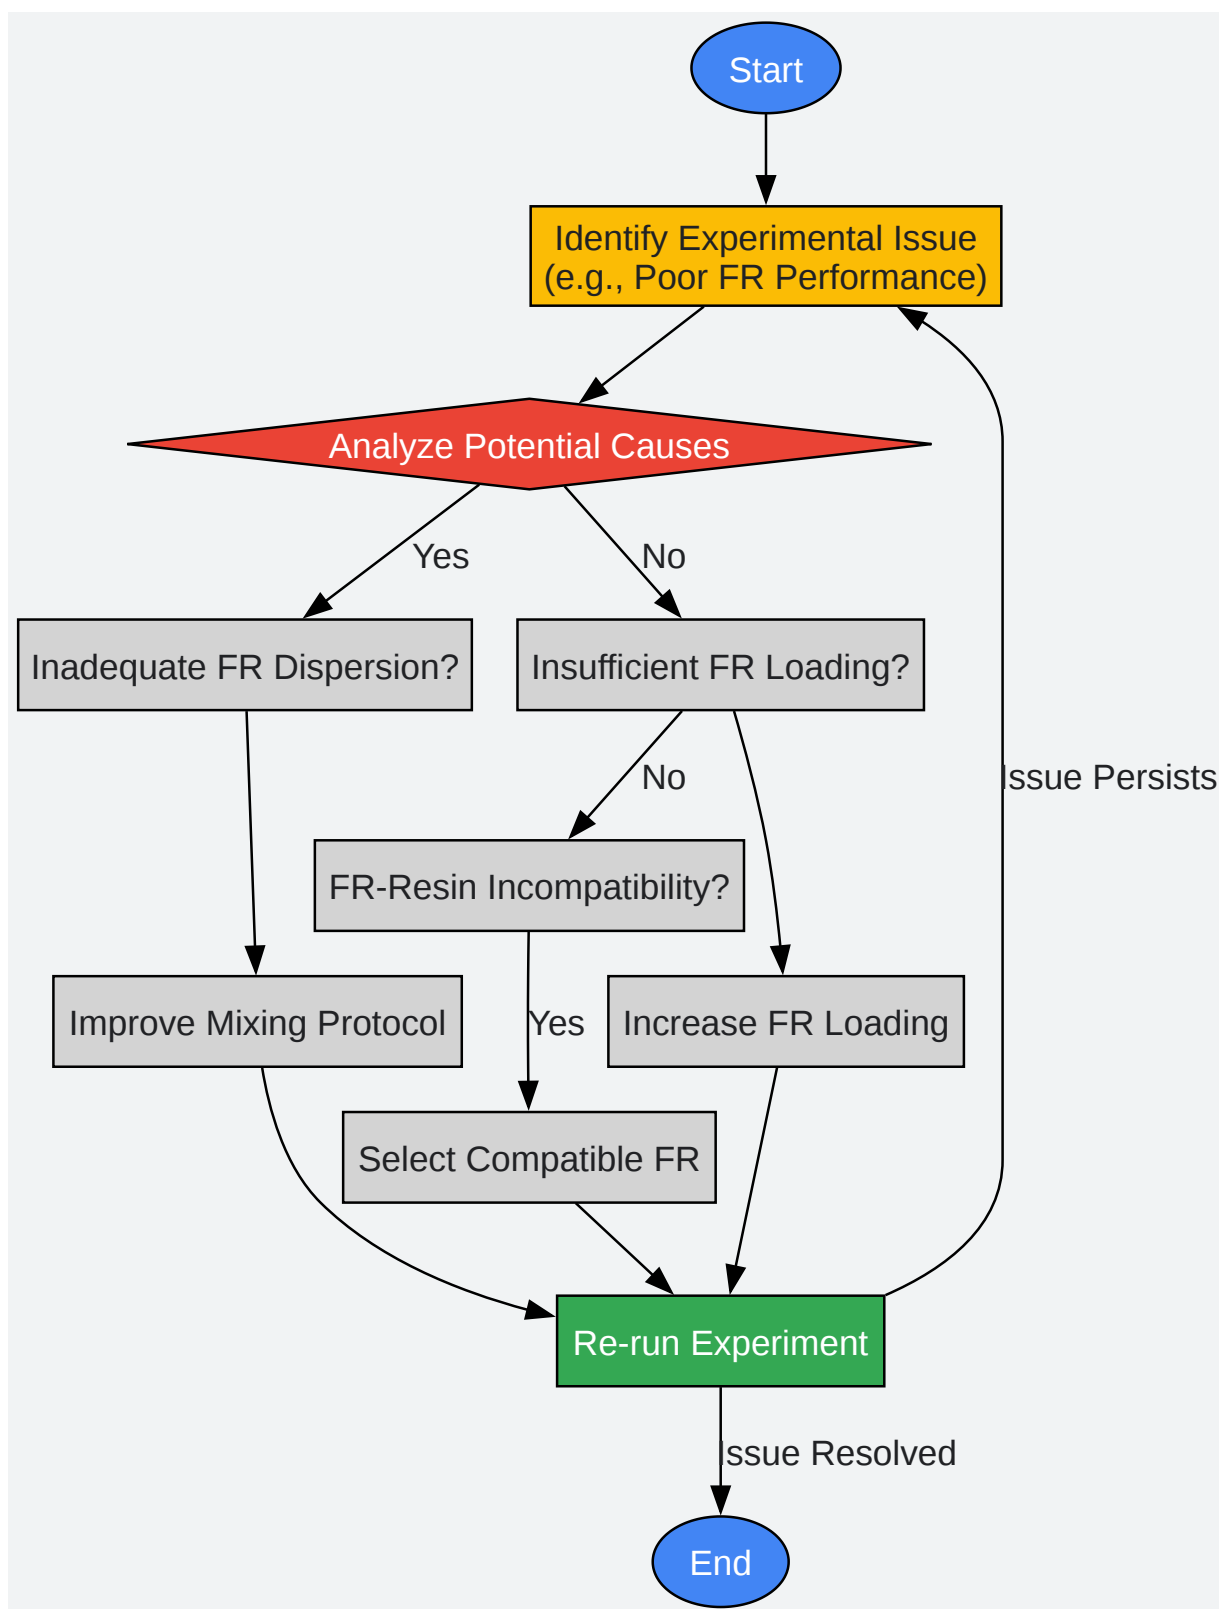 Start
Identify Experimental Issue
(e.g., Poor FR Performance)
Analyze Potential Causes
Yes
No
Inadequate FR Dispersion?
Insufficient FR Loading?
No
Issue Persists
FR-Resin Incompatibility?
Improve Mixing Protocol
Yes
Increase FR Loading
Select Compatible FR
Re-run Experiment
Issue Resolved
End